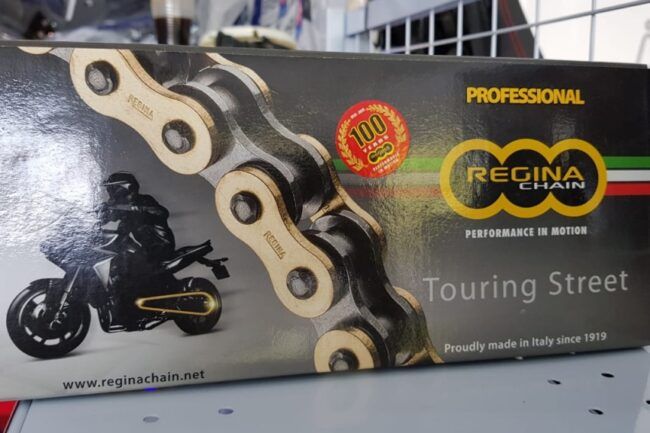 PROFESSIONAL
REGINA
CHAIN
PERFORMANCE IN MOTION
Touring Street
Proudly made in Italy since 1919
www.reginachain.net
REGINA
REGINA
100
YEARS